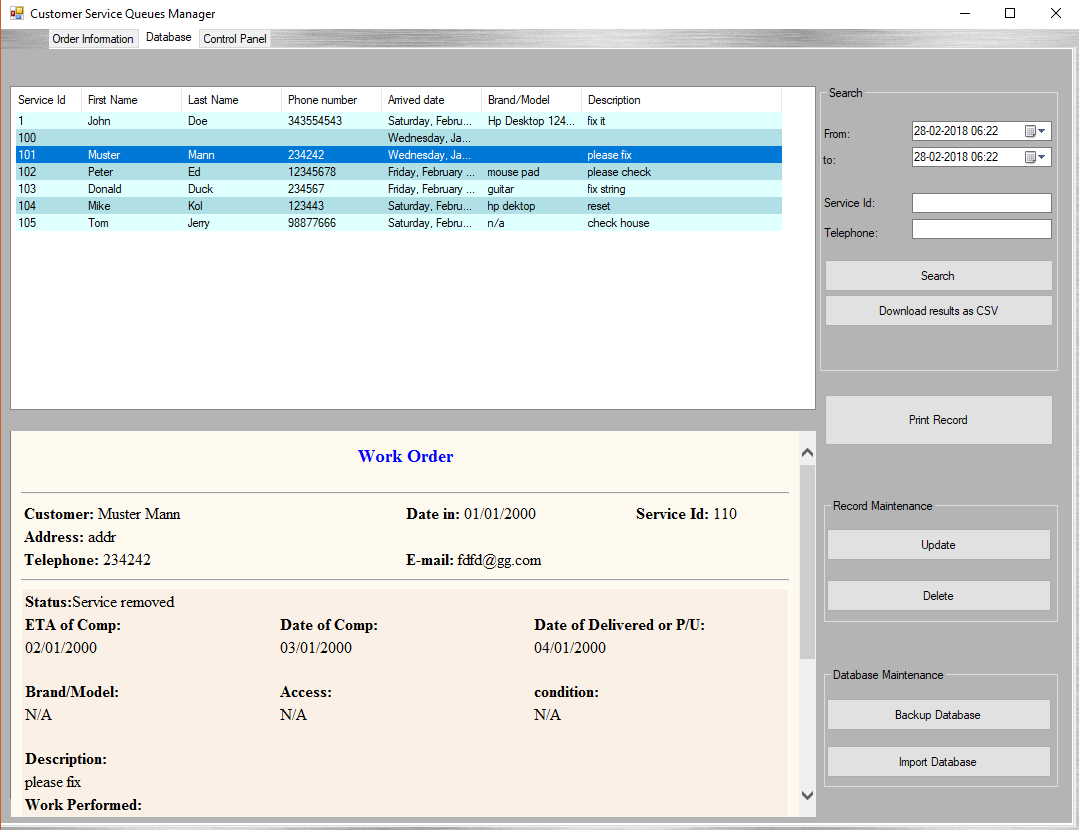 Customer Service Queues Manager
Order Information Database Control Panel
Service Id First Name Last Name Phone number Arrived date Brand/Model Description
1 John Doe 343554543 Saturday, Febru... Hp Desktop 124... fix it
100 Wednesday, Ja...
101 Muster Mann 234242 Wednesday, Ja... please fix
102 Peter Ed 12345678 Friday, February ... mouse pad please check
103 Donald Duck 234567 Friday, February ... guitar fix string
104 Mike Kol 123443 Saturday, Febru... hp dektop reset
105 Tom Jerry 98877666 Saturday, Febru... n/a check house
Search
From: 28-02-2018 06:22
to: 28-02-2018 06:22
Service Id:
Telephone:
Search
Download results as CSV
Print Record
Record Maintenance
Update
Delete
Database Maintenance
Backup Database
Import Database
Work Order
Customer: Muster Mann Date in: 01/01/2000 Service Id: 110
Address: addr
Telephone: 234242 E-mail: fdfd@gg.com
Status:Service removed
ETA of Comp: Date of Comp: Date of Delivered or P/U:
02/01/2000 03/01/2000 04/01/2000
Brand/Model: Access: condition:
N/A N/A N/A
Description:
please fix
Work Performed: